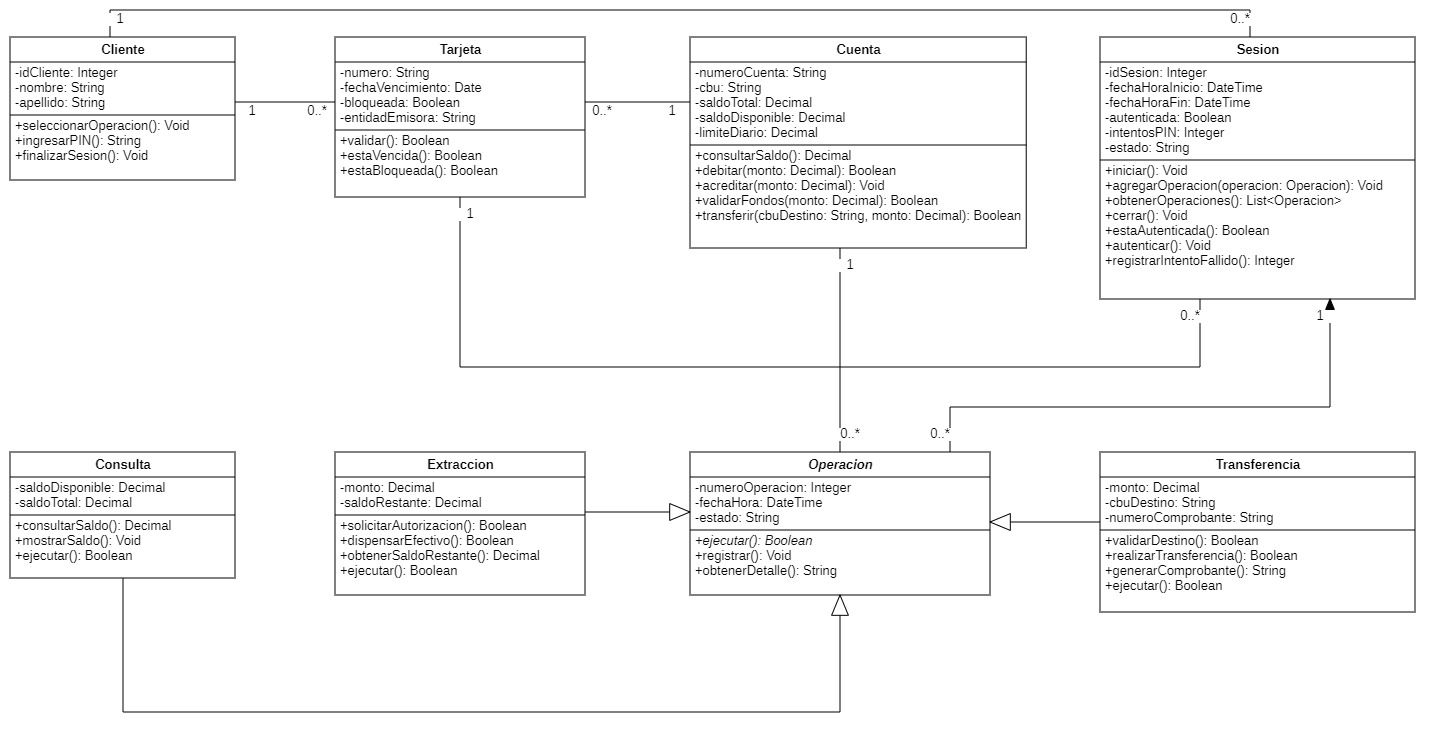 1
0..*
Cliente
-idCliente: Integer
-nombre: String
-apellido: String
+seleccionarOperacion(): Void
+ingresarPIN(): String
+finalizarSesion(): Void
1
0..*
Tarjeta
-numero: String
-fechaVencimiento: Date
-bloqueada: Boolean
-entidadEmisora: String
+validar(): Boolean
+estaVencida(): Boolean
+estaBloqueada(): Boolean
0..*
1
Cuenta
-numeroCuenta: String
-cbu: String
-saldoTotal: Decimal
-saldoDisponible: Decimal
-limiteDiario: Decimal
+consultarSaldo(): Decimal
+debitar(monto: Decimal): Boolean
+acreditar(monto: Decimal): Void
+validarFondos(monto: Decimal): Boolean
+transferir(cbuDestino: String, monto: Decimal): Boolean
Sesion
-idSesion: Integer
-fechaHoraInicio: DateTime
-fechaHoraFin: DateTime
-autenticada: Boolean
-intentosPIN: Integer
-estado: String
+iniciar(): Void
+agregarOperacion(operacion: Operacion): Void
+obtenerOperaciones(): List<Operacion>
+cerrar(): Void
+estaAutenticada(): Boolean
+autenticar(): Void
+registrarIntentoFallido(): Integer
1
1
0..*
1
0..*
0..*
Consulta
-saldoDisponible: Decimal
-saldoTotal: Decimal
+consultarSaldo(): Decimal
+mostrarSaldo(): Void
+ejecutar(): Boolean
Extraccion
-monto: Decimal
-saldoRestante: Decimal
+solicitarAutorizacion(): Boolean
+dispensarEfectivo(): Boolean
+obtenerSaldoRestante(): Decimal
+ejecutar(): Boolean
Operacion
-numeroOperacion: Integer
-fechaHora: DateTime
-estado: String
+ejecutar(): Boolean
+registrar(): Void
+obtenerDetalle(): String
Transferencia
-monto: Decimal
-cbuDestino: String
-numeroComprobante: String
+validarDestino(): Boolean
+realizarTransferencia(): Boolean
+generarComprobante(): String
+ejecutar(): Boolean